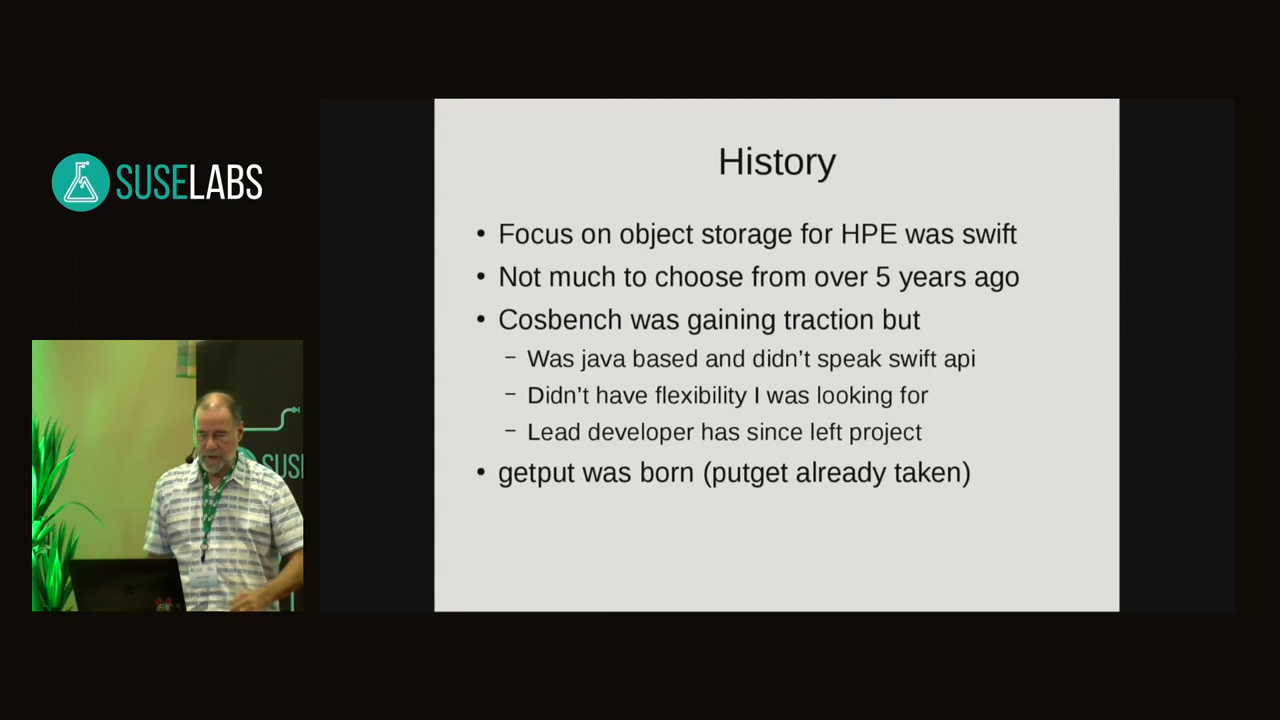 SUSELABS
History
• Focus on object storage for HPE was swift
• Not much to choose from over 5 years ago
• Cosbench was gaining traction but
– Was java based and didn’t speak swift api
– Didn’t have flexibility I was looking for
– Lead developer has since left project
• getput was born (putget already taken)
SUSE